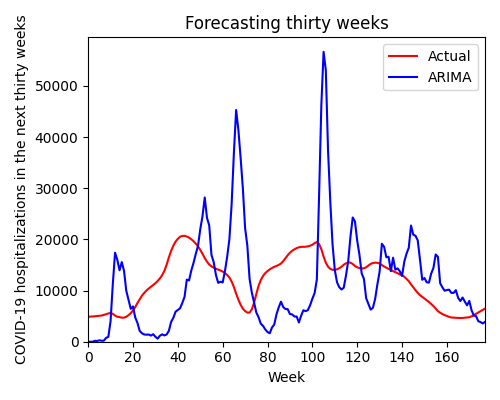 Forecasting thirty weeks
COVID-19 hospitalizations in the next thirty weeks
50000
40000
30000
20000
10000
0
Actual
ARIMA
0 20 40 60 80 100 120 140 160
Week